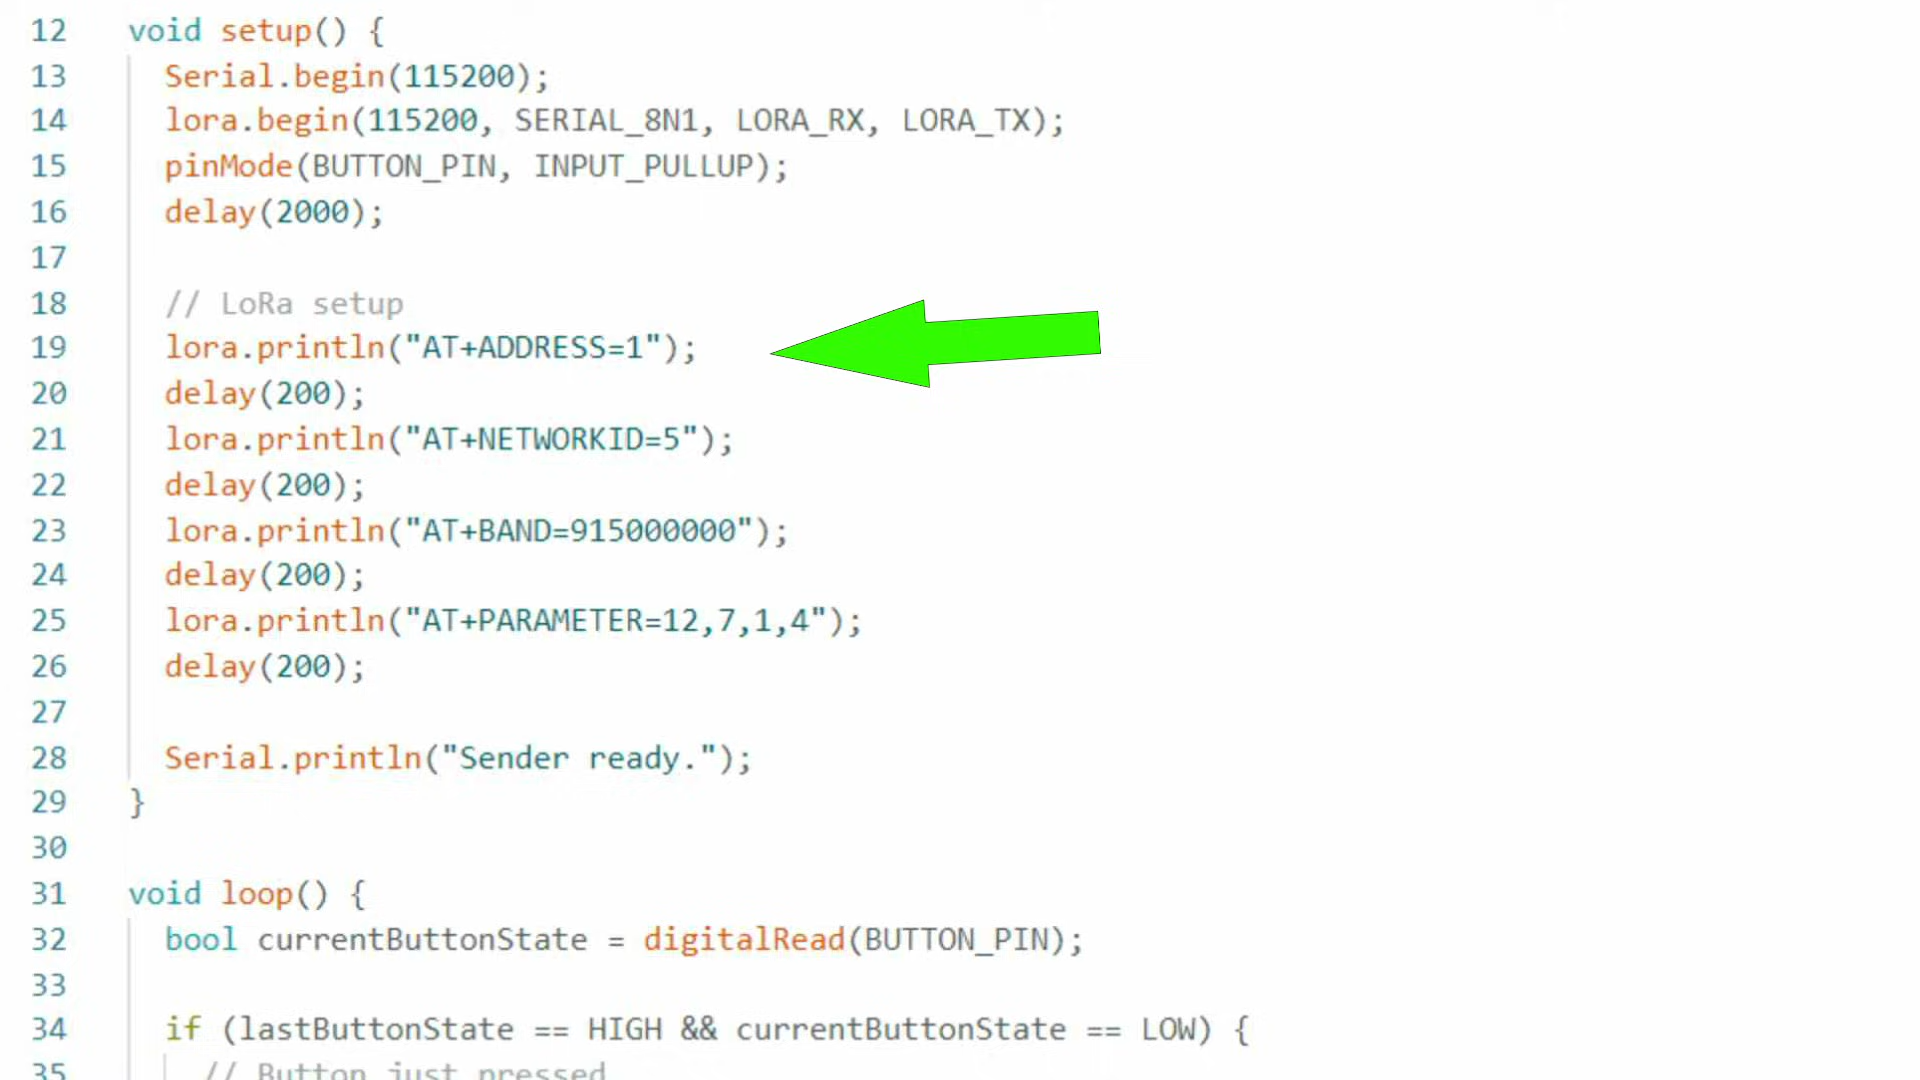 12 void setup() {
13 Serial.begin(115200);
14 lora.begin(115200, SERIAL_8N1, LORA_RX, LORA_TX);
15 pinMode(BUTTON_PIN, INPUT_PULLUP);
16 delay(2000);
17
18 // LoRa setup
19 lora.println("AT+ADDRESS=1");
20 delay(200);
21 lora.println("AT+NETWORKID=5");
22 delay(200);
23 lora.println("AT+BAND=915000000");
24 delay(200);
25 lora.println("AT+PARAMETER=12,7,1,4");
26 delay(200);
27
28 Serial.println("Sender ready.");
29 }
30
31 void loop() {
32 bool currentButtonState = digitalRead(BUTTON_PIN);
33
34 if (lastButtonState == HIGH && currentButtonState == LOW) {
35 // Button just pressed